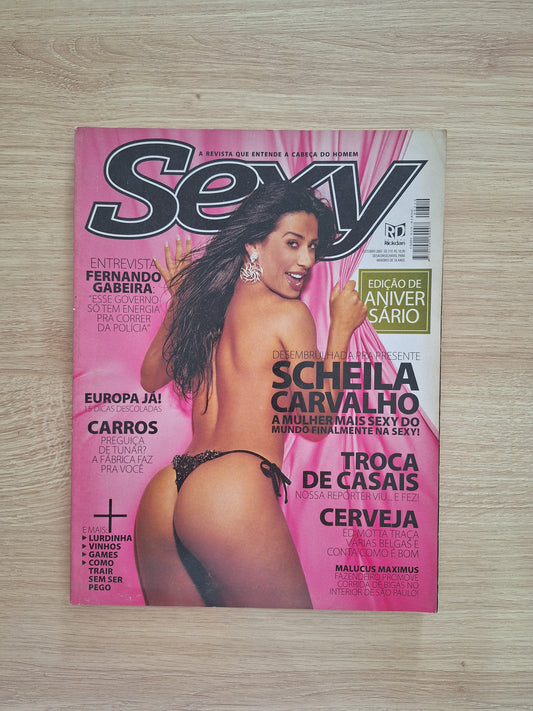 A REVISTA QUE ENTENDE A CABEÇA DO HOMEM
Sexy
RD
Rickdan
ENTREVISTA
FERNANDO
GABEIRA:
“ESSE GOVERNO
SÓ TEM ENERGIA
PRA CORRER
DA POLÍCIA”
EDIÇÃO DE
ANIVER
SÁRIO
DESEMBRULHADA PRA PRESENTE
SCHEILA
CARVALHO
A MULHER MAIS SEXY DO
MUNDO FINALMENTE NA SEXY!
EUROPA JÁ!
15 DICAS DESCOLADAS
CARROS
PREGUIÇA
DE TUNAR?
A FÁBRICA FAZ
PRA VOCÊ
TROCA
DE CASAIS
NOSSA REPÓRTER VIU... E FEZ!
CERVEJA
ED MOTTA TRAÇA
VÁRIAS BELGAS E
CONTA COMO É BOM
MALUCUS MAXIMUS
FAZENDEIRO PROMOVE
CORRIDA DE BIGAS NO
INTERIOR DE SÃO PAULO!
+
E MAIS:
LURDINHA
VINHOS
GAMES
COMO
TRAIR
SEM SER
PEGO